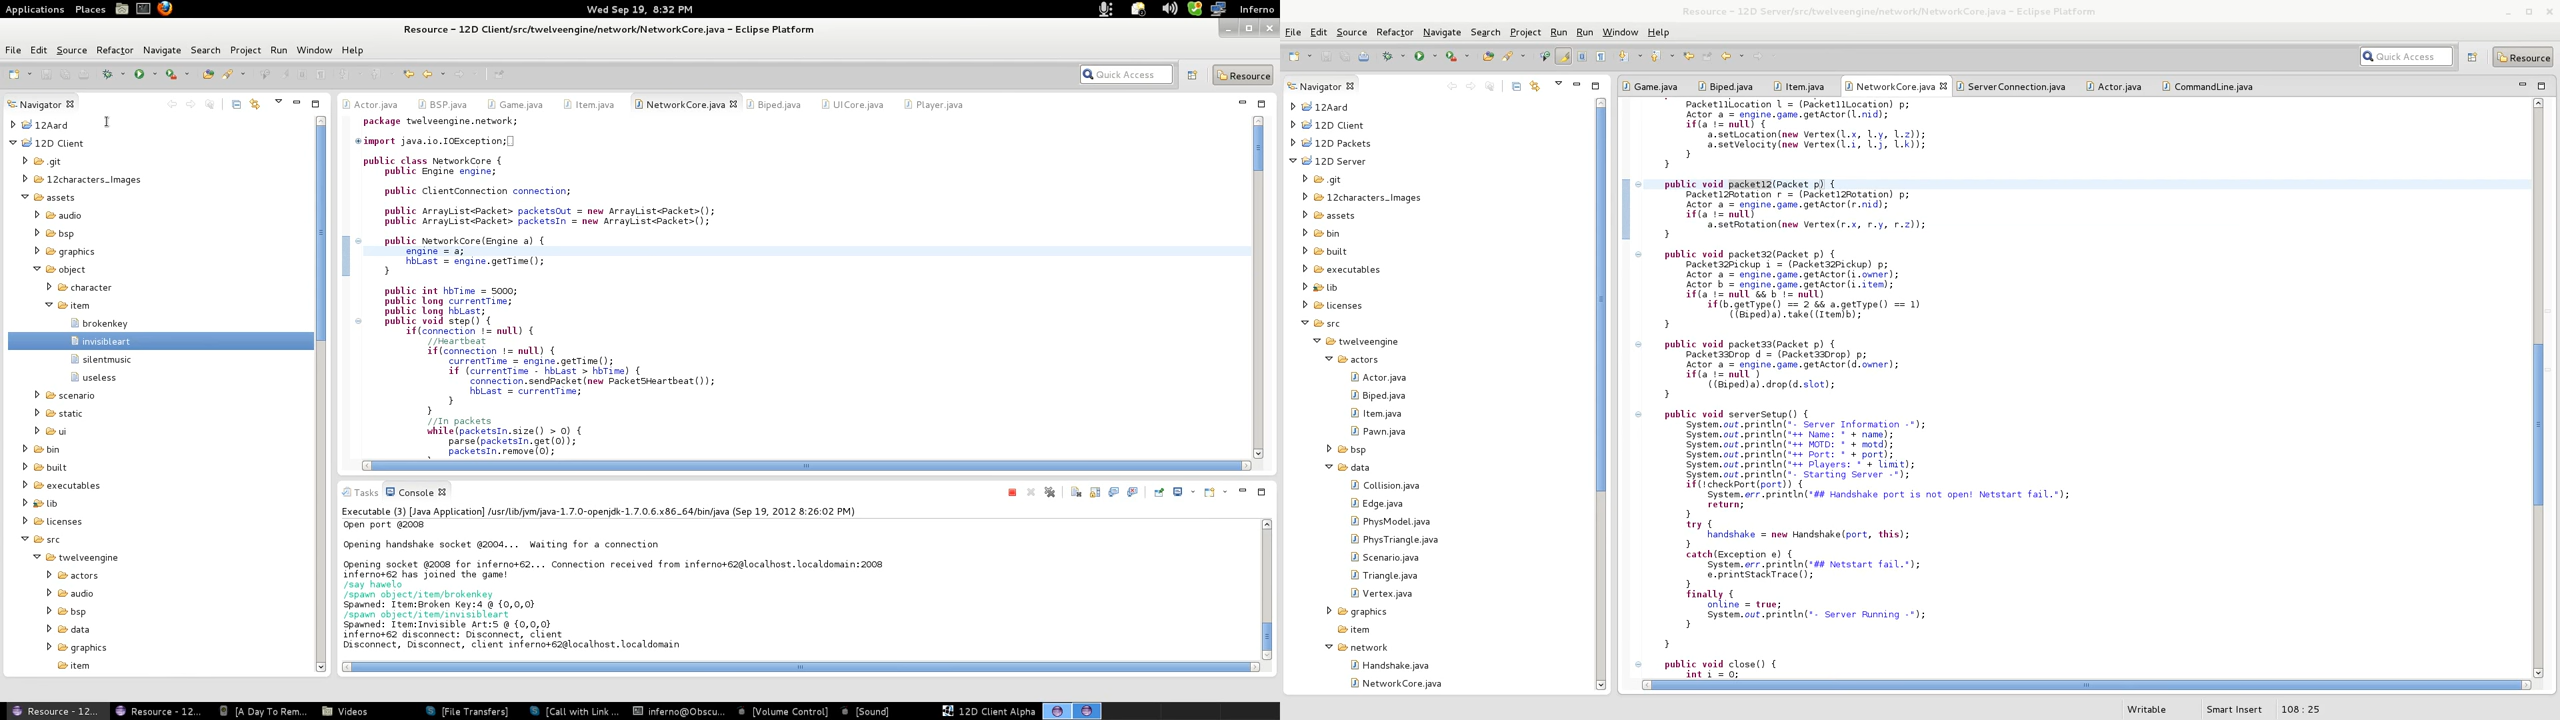 Applications Places Wed Sep 19, 8:32 PM Inferno
Resource - 12D Client/src/twelveengine/network/NetworkCore.java - Eclipse Platform
File Edit Source Refactor Navigate Search Project Run Window Help
Quick Access Resource
Navigator
12Aard
12D Client
.git
12characters_Images
assets
audio
bsp
graphics
object
character
item
brokenkey
invisibleart
silentmusic
useless
scenario
static
ui
bin
built
executables
lib
licenses
src
twelveengine
actors
audio
bsp
data
graphics
item
Actor.java BSP.java Game.java Item.java NetworkCore.java Biped.java UICore.java Player.java
package twelveengine.network;
import java.io.IOException;
public class NetworkCore {
public Engine engine;
public ClientConnection connection;
public ArrayList<Packet> packetsOut = new ArrayList<Packet>();
public ArrayList<Packet> packetsIn = new ArrayList<Packet>();
public NetworkCore(Engine a) {
engine = a;
hbLast = engine.getTime();
}
public int hbTime = 5000;
public long currentTime;
public long hbLast;
public void step() {
if(connection != null) {
//Heartbeat
if(connection != null) {
currentTime = engine.getTime();
if (currentTime - hbLast > hbTime) {
connection.sendPacket(new Packet5Heartbeat());
hbLast = currentTime;
}
}
//In packets
while(packetsIn.size() > 0) {
parse(packetsIn.get(0));
packetsIn.remove(0);
Tasks Console
Executable (3) [Java Application] /usr/lib/jvm/java-1.7.0-openjdk-1.7.0.6.x86_64/bin/java (Sep 19, 2012 8:26:02 PM)
Open port @2008
Opening handshake socket @2004... Waiting for a connection
Opening socket @2008 for inferno+62... Connection received from inferno+62@localhost.localdomain:2008
inferno+62 has joined the game!
/say hawelo
/spawn object/item/brokenkey
Spawned: Item:Broken Key:4 @ {0,0,0}
/spawn object/item/invisibleart
Spawned: Item:Invisible Art:5 @ {0,0,0}
inferno+62 disconnect: Disconnect, client
Disconnect, Disconnect, client inferno+62@localhost.localdomain
Resource - 12... Resource - 12... [A Day To Rem... Videos [File Transfers] [Call with Link ... inferno@Obscu... [Volume Control] [Sound] 12D Client Alpha
Resource - 12D Server/src/twelveengine/network/NetworkCore.java - Eclipse Platform
File Edit Source Refactor Navigate Search Project Run Window Help
Quick Access Resource
Navigator
12Aard
12D Client
12D Packets
12D Server
.git
12characters_Images
assets
bin
built
executables
lib
licenses
src
twelveengine
actors
Actor.java
Biped.java
Item.java
Pawn.java
bsp
data
Collision.java
Edge.java
PhysModel.java
PhysTriangle.java
Scenario.java
Triangle.java
Vertex.java
graphics
item
network
Handshake.java
NetworkCore.java
Game.java Biped.java Item.java NetworkCore.java ServerConnection.java Actor.java CommandLine.java
Packet11Location l = (Packet11Location) p;
Actor a = engine.game.getActor(l.nid);
if(a != null) {
a.setLocation(new Vertex(l.x, l.y, l.z));
a.setVelocity(new Vertex(l.i, l.j, l.k));
}
}
public void packet12(Packet p) {
Packet12Rotation r = (Packet12Rotation) p;
Actor a = engine.game.getActor(r.nid);
if(a != null)
a.setRotation(new Vertex(r.x, r.y, r.z));
}
public void packet32(Packet p) {
Packet32Pickup i = (Packet32Pickup) p;
Actor a = engine.game.getActor(i.owner);
Actor b = engine.game.getActor(i.item);
if(a != null && b != null)
if(b.getType() == 2 && a.getType() == 1)
((Biped)a).take((Item)b);
}
public void packet33(Packet p) {
Packet33Drop d = (Packet33Drop) p;
Actor a = engine.game.getActor(d.owner);
if(a != null )
((Biped)a).drop(d.slot);
}
public void serverSetup() {
System.out.println("- Server Information -");
System.out.println("++ Name: " + name);
System.out.println("++ MOTD: " + motd);
System.out.println("++ Port: " + port);
System.out.println("++ Players: " + limit);
System.out.println("- Starting Server -");
if(!checkPort(port)) {
System.err.println("## Handshake port is not open! Netstart fail.");
return;
}
try {
handshake = new Handshake(port, this);
}
catch(Exception e) {
System.err.println("## Netstart fail.");
e.printStackTrace();
}
finally {
online = true;
System.out.println("- Server Running -");
}
}
public void close() {
int i = 0;
Writable Smart Insert 108 : 25